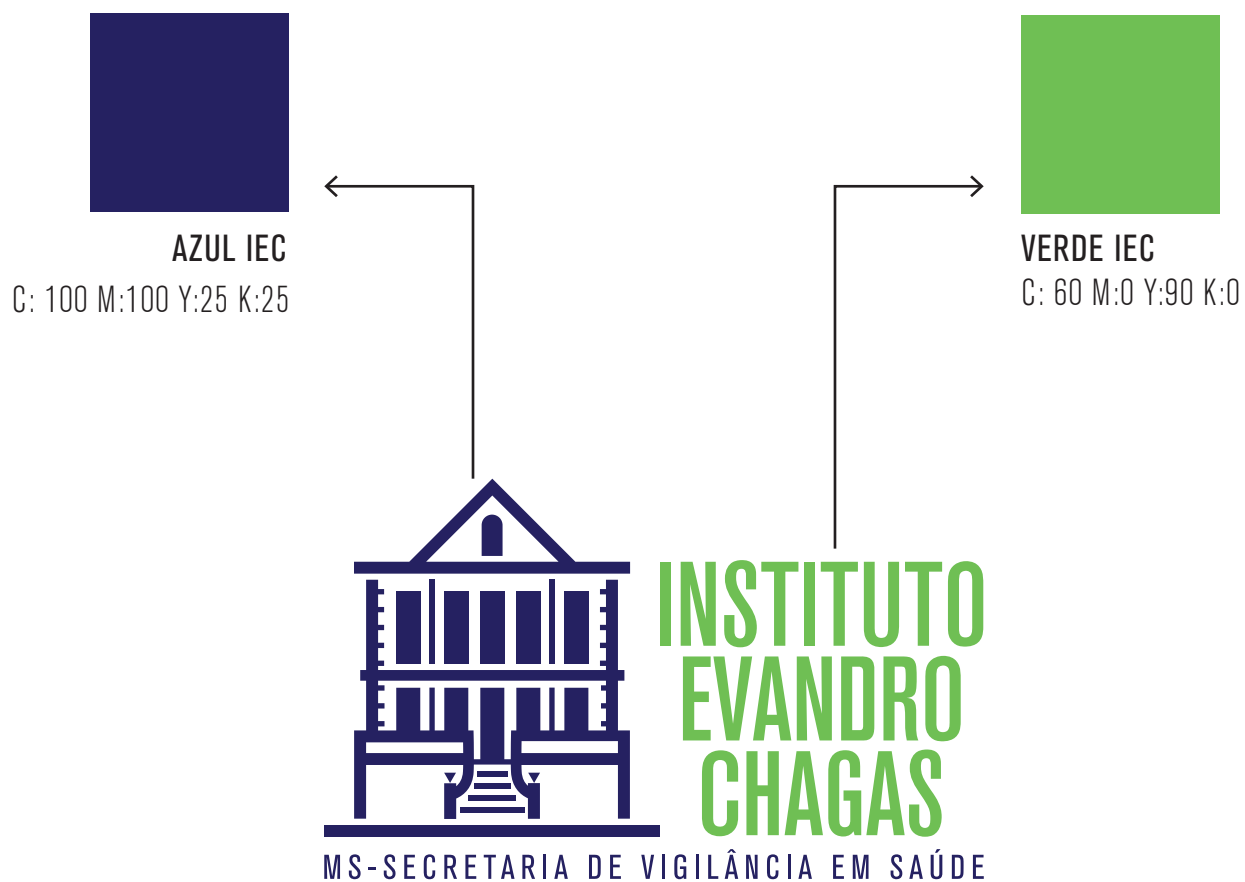 AZUL IEC
C: 100 M:100 Y:25 K:25
VERDE IEC
C: 60 M:0 Y:90 K:0
INSTITUTO
EVANDRO
CHAGAS
MS-SECRETARIA DE VIGILÂNCIA EM SAÚDE